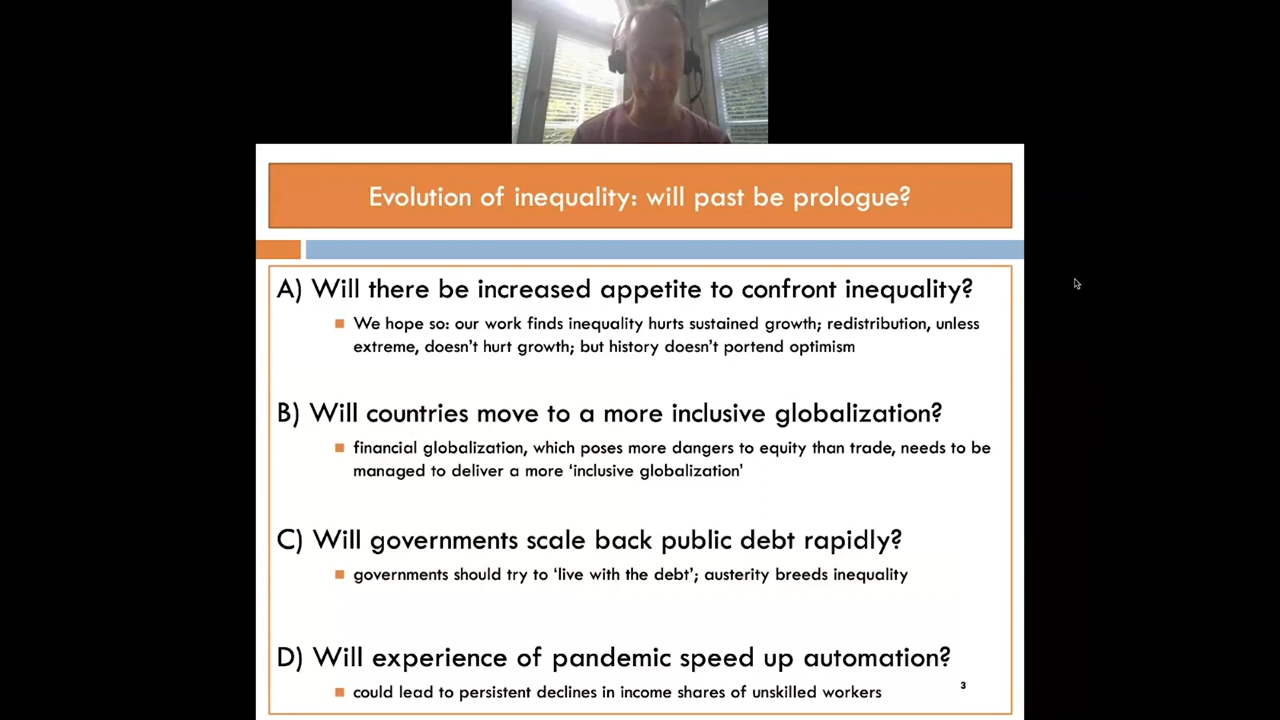 Evolution of inequality: will past be prologue?
A) Will there be increased appetite to confront inequality?
■ We hope so: our work finds inequality hurts sustained growth; redistribution, unless
extreme, doesn't hurt growth; but history doesn't portend optimism
B) Will countries move to a more inclusive globalization?
■ financial globalization, which poses more dangers to equity than trade, needs to be
managed to deliver a more ‘inclusive globalization’
C) Will governments scale back public debt rapidly?
■ governments should try to ‘live with the debt’; austerity breeds inequality
D) Will experience of pandemic speed up automation?
■ could lead to persistent declines in income shares of unskilled workers
3